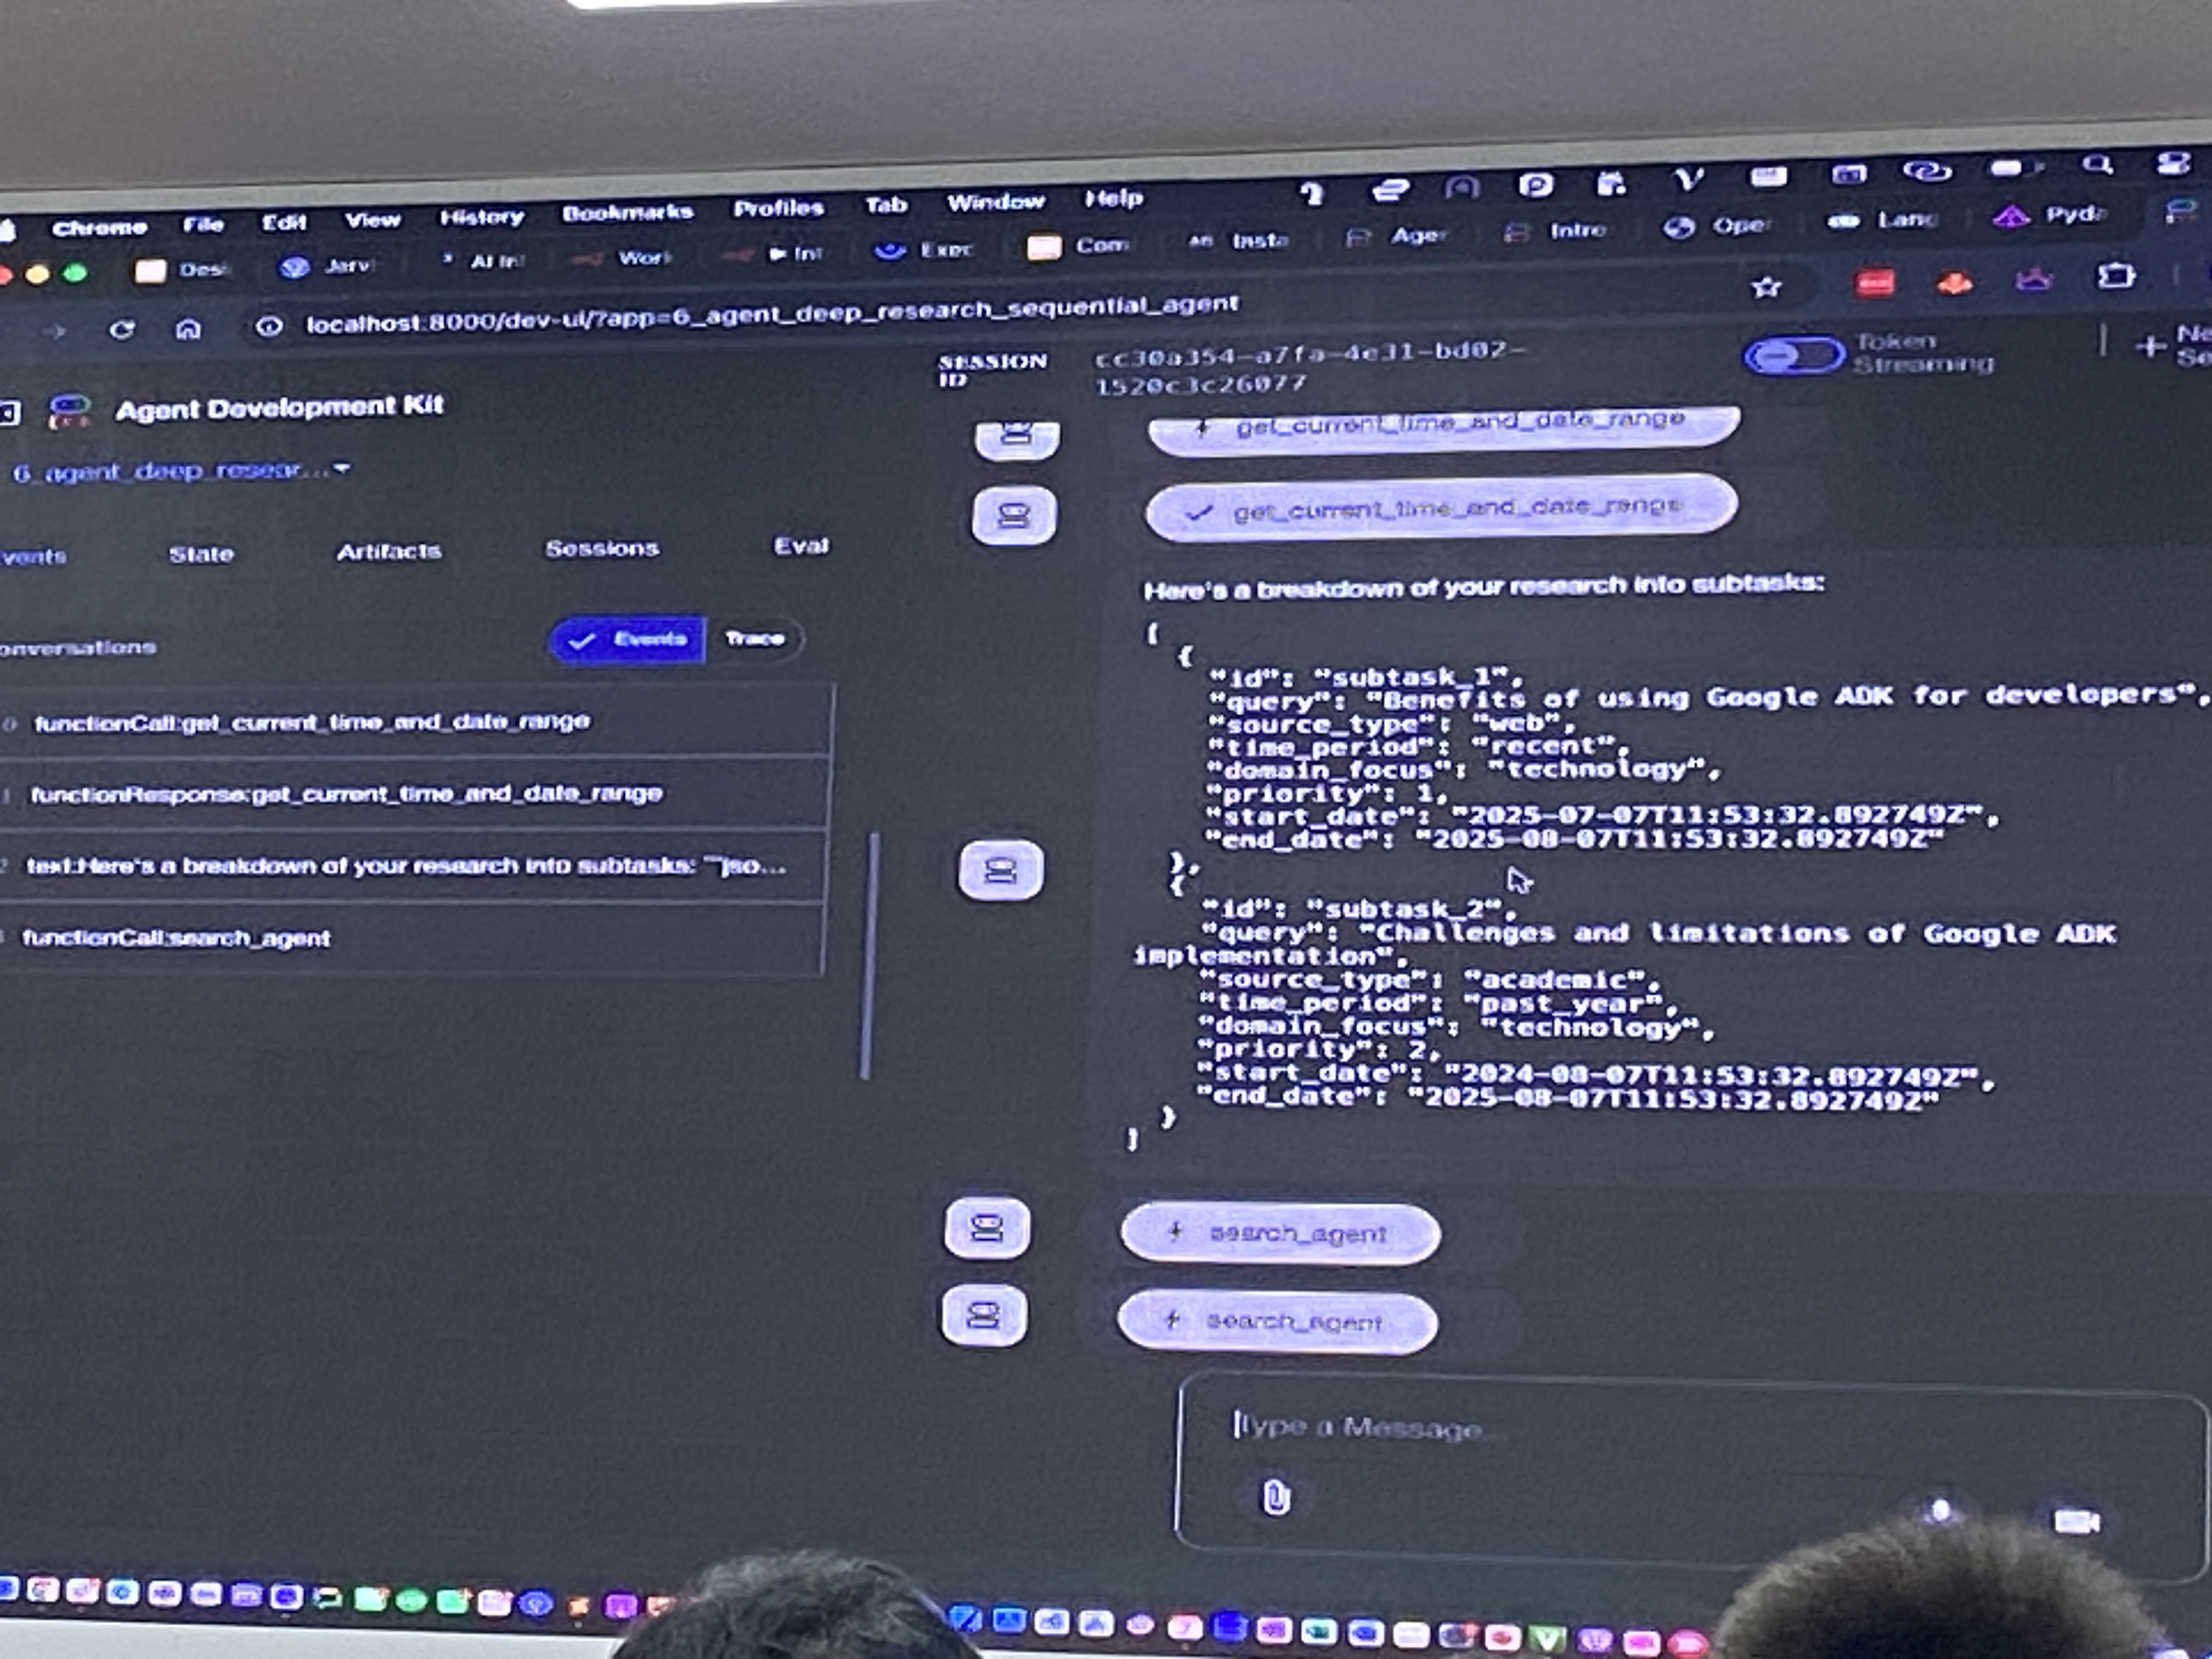 Chrome File Edit View History Bookmarks Profiles Tab Window Help
Des Jarvi AI In Work Int Exec Com Insta Agen Intro Ope Lang Pyda
localhost:8000/dev-ui/?app=6_agent_deep_research_sequential_agent
SESSION
ID
cc30a354-a7fa-4e31-bd02-
1520c3c26077
Token
Streaming
Agent Development Kit
6_agent_deep_resear...
vents State Artifacts Sessions Eval
onversations
Events Trace
0 functionCall:get_current_time_and_date_range
functionResponse:get_current_time_and_date_range
text:Here's a breakdown of your research into subtasks: ```jso...
functionCall:search_agent
get_current_time_and_date_range
get_current_time_and_date_range
Here's a breakdown of your research into subtasks:
[
{
"id": "subtask_1",
"query": "Benefits of using Google ADK for developers",
"source_type": "web",
"time_period": "recent",
"domain_focus": "technology",
"priority": 1,
"start_date": "2025-07-07T11:53:32.892749Z",
"end_date": "2025-08-07T11:53:32.892749Z"
},
{
"id": "subtask_2",
"query": "Challenges and limitations of Google ADK
implementation",
"source_type": "academic",
"time_period": "past_year",
"domain_focus": "technology",
"priority": 2,
"start_date": "2024-08-07T11:53:32.892749Z",
"end_date": "2025-08-07T11:53:32.892749Z"
}
]
search_agent
search_agent
Type a Message...